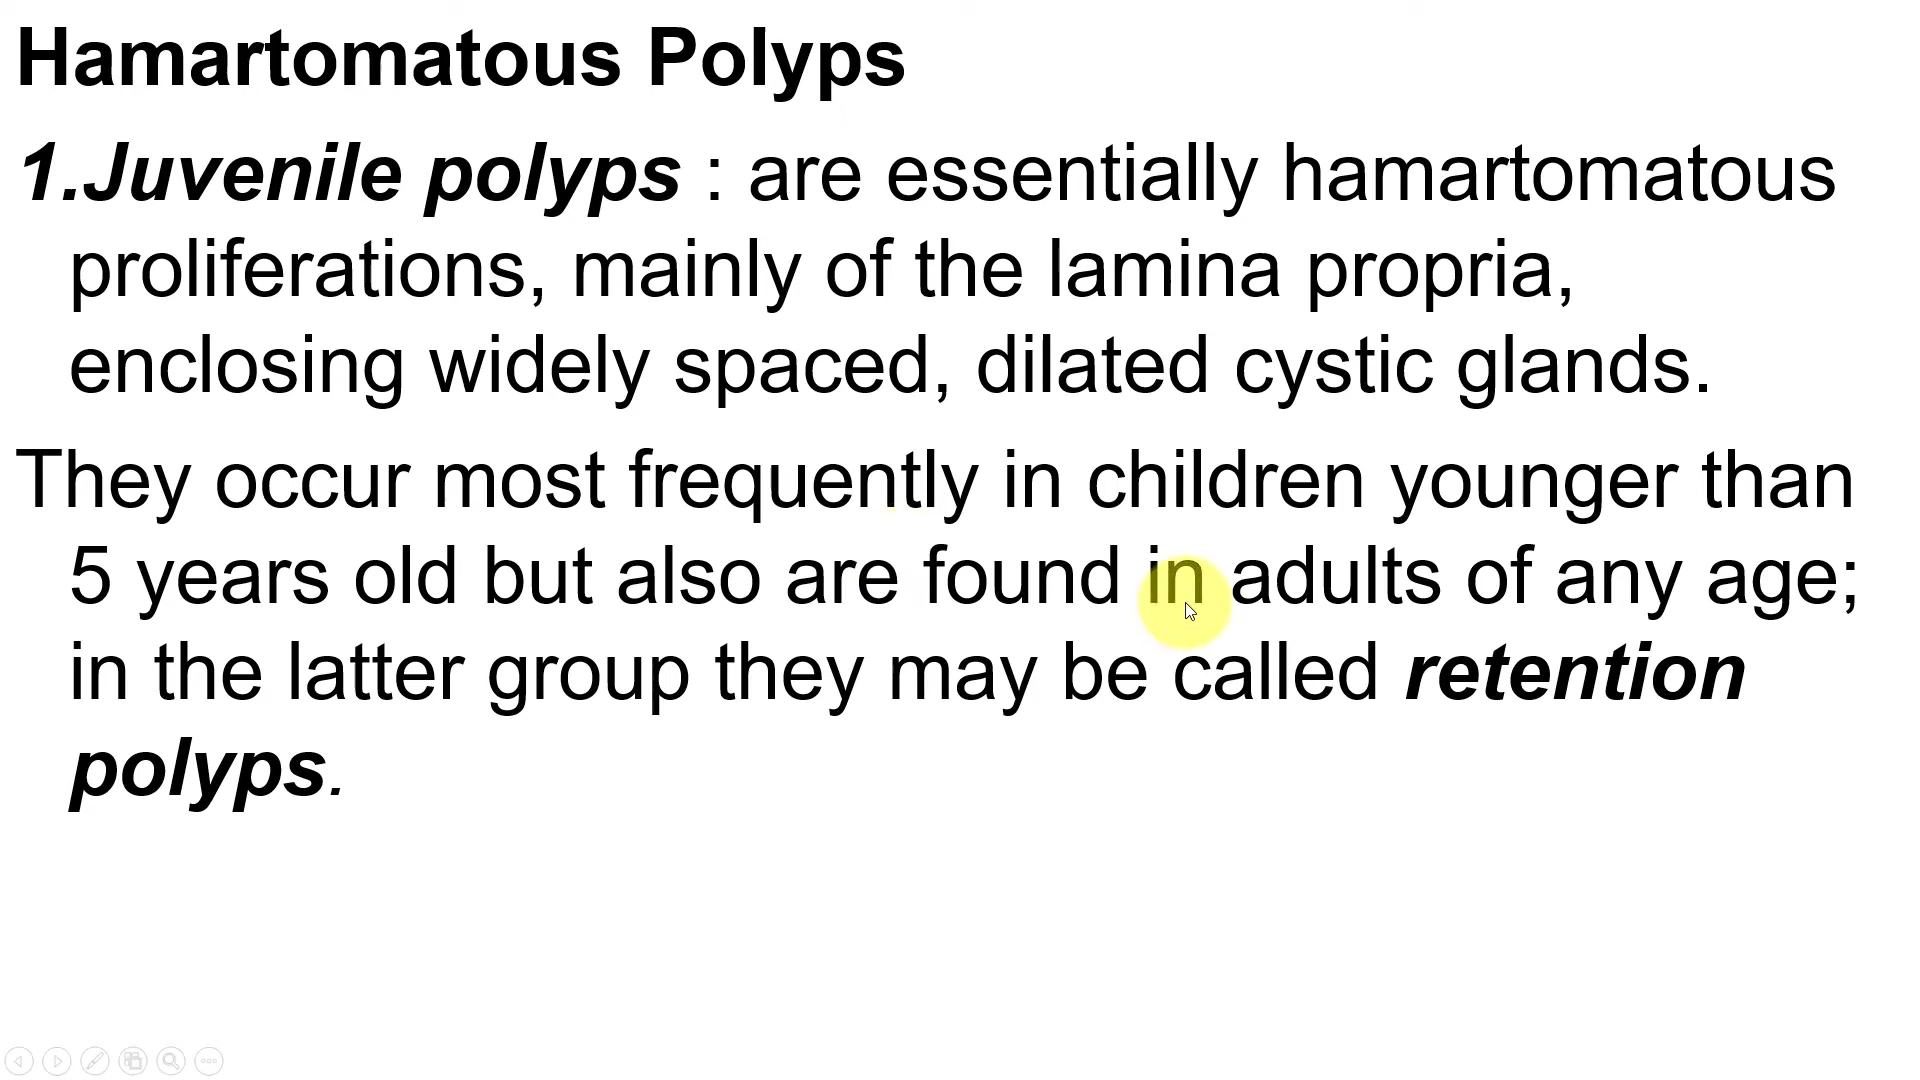 Hamartomatous Polyps
1.Juvenile polyps : are essentially hamartomatous
proliferations, mainly of the lamina propria,
enclosing widely spaced, dilated cystic glands.
They occur most frequently in children younger than
5 years old but also are found in adults of any age;
in the latter group they may be called retention
polyps.